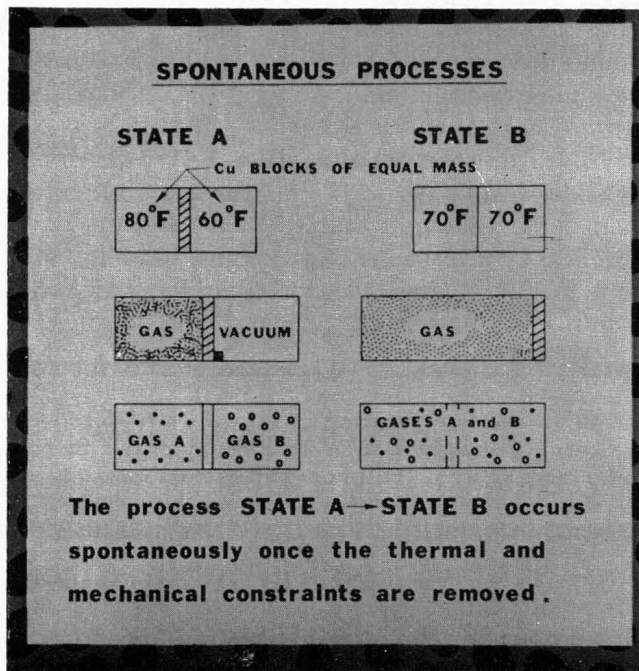 SPONTANEOUS PROCESSES
STATE A STATE B
Cu BLOCKS OF EQUAL MASS
80°F 60°F 70°F 70°F
GAS VACUUM GAS
GAS A GAS B GASES A and B
The process STATE A→STATE B occurs
spontaneously once the thermal and
mechanical constraints are removed.